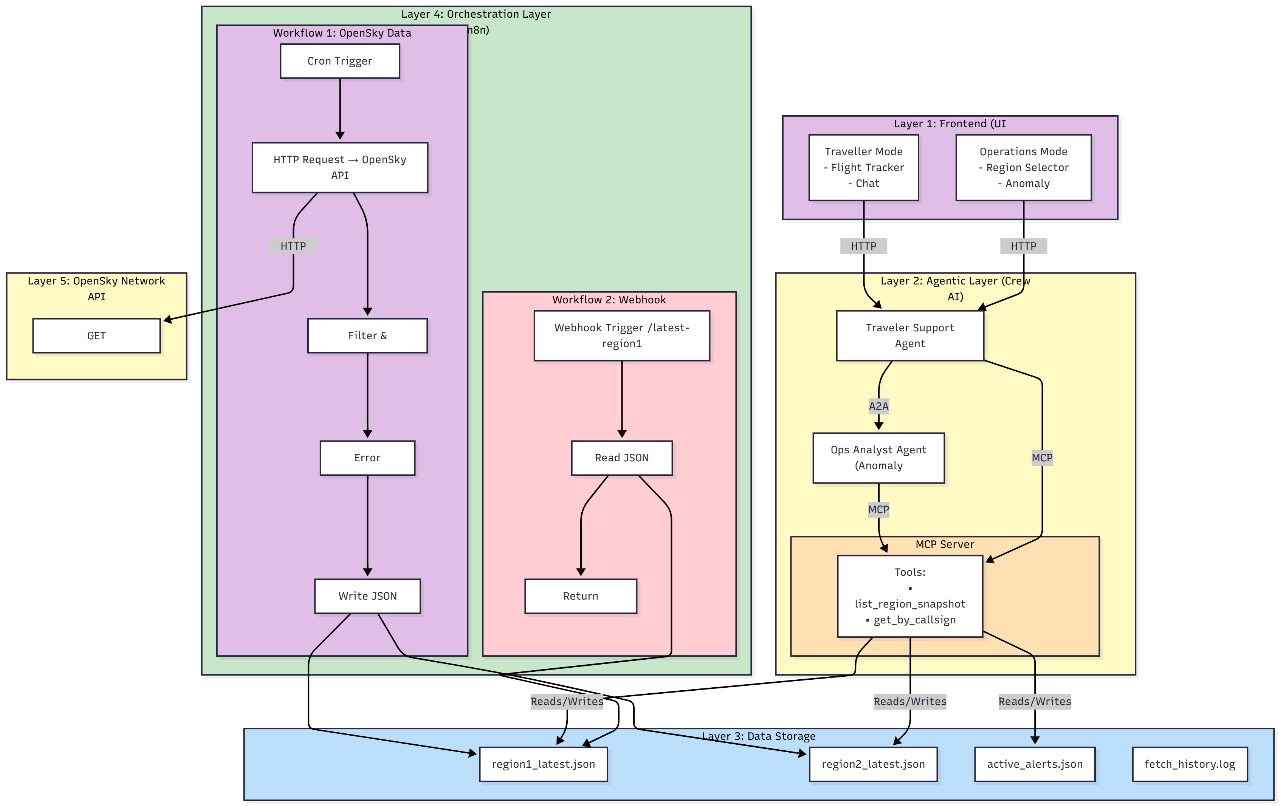 Layer 4: Orchestration Layer
n8n)
Workflow 1: OpenSky Data
Cron Trigger
HTTP Request → OpenSky
API
HTTP
Filter &
Error
Write JSON
Layer 5: OpenSky Network
API
GET
Workflow 2: Webhook
Webhook Trigger /latest-
region1
Read JSON
Return
Layer 1: Frontend (UI
Traveller Mode
- Flight Tracker
- Chat
Operations Mode
- Region Selector
- Anomaly
HTTP
HTTP
Layer 2: Agentic Layer (Crew
AI)
Traveler Support
Agent
A2A
Ops Analyst Agent
(Anomaly
MCP
MCP
MCP Server
Tools:
•
list_region_snapshot
• get_by_callsign
Reads/Writes
Reads/Writes
Reads/Writes
Layer 3: Data Storage
region1_latest.json
region2_latest.json
active_alerts.json
fetch_history.log